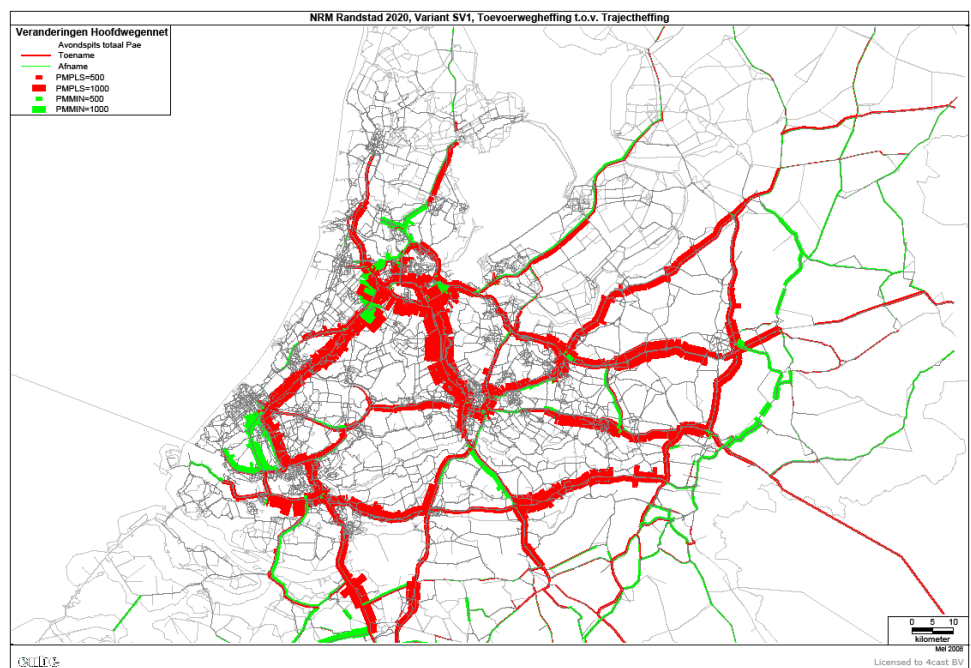 NRM Randstad 2020, Variant SV1, Toevoerwegheffing t.o.v. Trajectheffing
Veranderingen Hoofdwegennet
Avondspits totaal Pae
Toename
Afname
PMPLS=500
PMPLS=1000
PMMIN=500
PMMIN=1000
0 5 10
kilometer
Mei 2008
cube
Licensed to 4cast BV